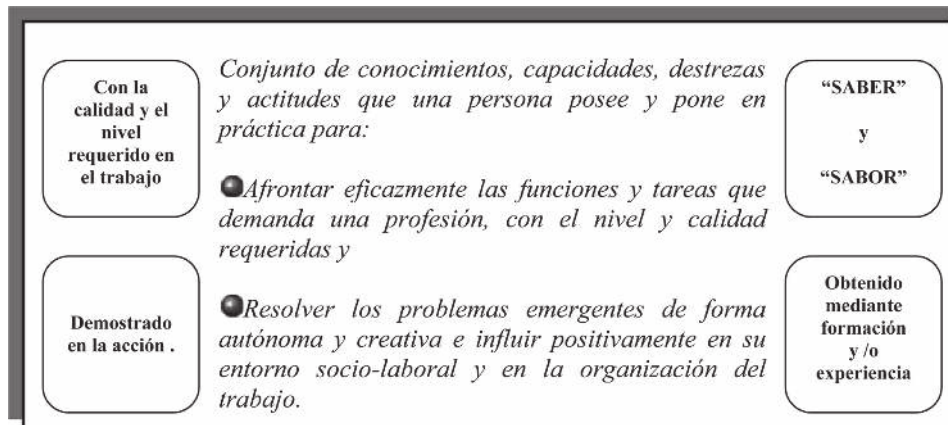 Con la
calidad y el
nivel
requerido en
el trabajo
Demostrado
en la acción .
Conjunto de conocimientos, capacidades, destrezas
y actitudes que una persona posee y pone en
práctica para:
Afrontar eficazmente las funciones y tareas que
demanda una profesión, con el nivel y calidad
requeridas y
Resolver los problemas emergentes de forma
autónoma y creativa e influir positivamente en su
entorno socio-laboral y en la organización del
trabajo.
“SABER”
y
“SABOR”
Obtenido
mediante
formación
y /o
experiencia